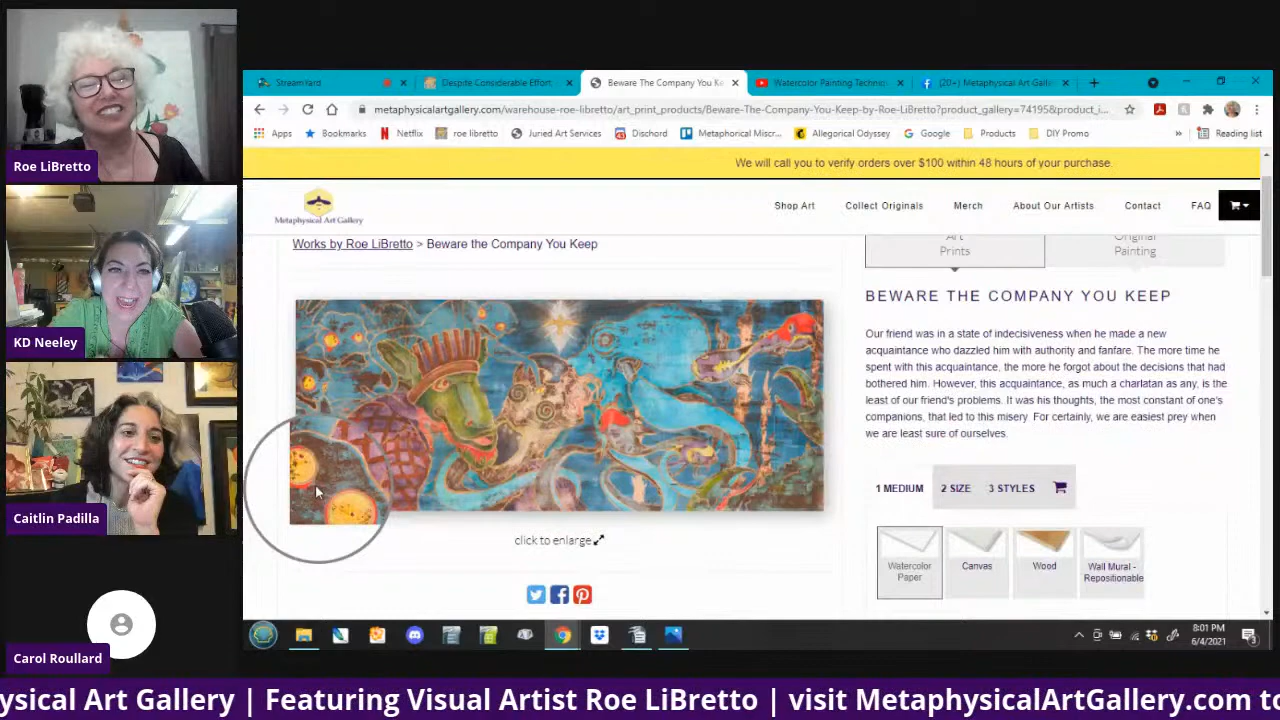 Roe LiBretto
KD Neeley
Caitlin Padilla
Carol Roullard
StreamYard
Despite Considerable Effort
Beware The Company You Ke
Watercolor Painting Techni
(20+) Metaphysical Art Galle
metaphysicalartgallery.com/warehouse-roe-libretto/art_print_products/Beware-The-Company-You-Keep-by-Roe-LiBretto?product_gallery=74195&product_i...
Apps
Bookmarks
Netflix
roe libretto
Juried Art Services
Dischord
Metaphorical Miscr...
Allegorical Odyssey
Google
Products
DIY Promo
»
Reading list
We will call you to verify orders over $100 within 48 hours of your purchase.
Metaphysical Art Gallery
Shop Art
Collect Originals
Merch
About Our Artists
Contact
FAQ
Works by Roe LiBretto > Beware the Company You Keep
Art
Prints
Original
Painting
BEWARE THE COMPANY YOU KEEP
Our friend was in a state of indecisiveness when he made a new
acquaintance who dazzled him with authority and fanfare. The more time he
spent with this acquaintance, the more he forgot about the decisions that had
bothered him. However, this acquaintance, as much a charlatan as any, is the
least of our friend's problems. It was his thoughts, the most constant of one's
companions, that led to this misery. For certainly, we are easiest prey when
we are least sure of ourselves.
1 MEDIUM
2 SIZE
3 STYLES
Watercolor
Paper
Canvas
Wood
Wall Mural -
Repositionable
click to enlarge
8:01 PM
6/4/2021
ysical Art Gallery | Featuring Visual Artist Roe LiBretto | visit MetaphysicalArtGallery.com to